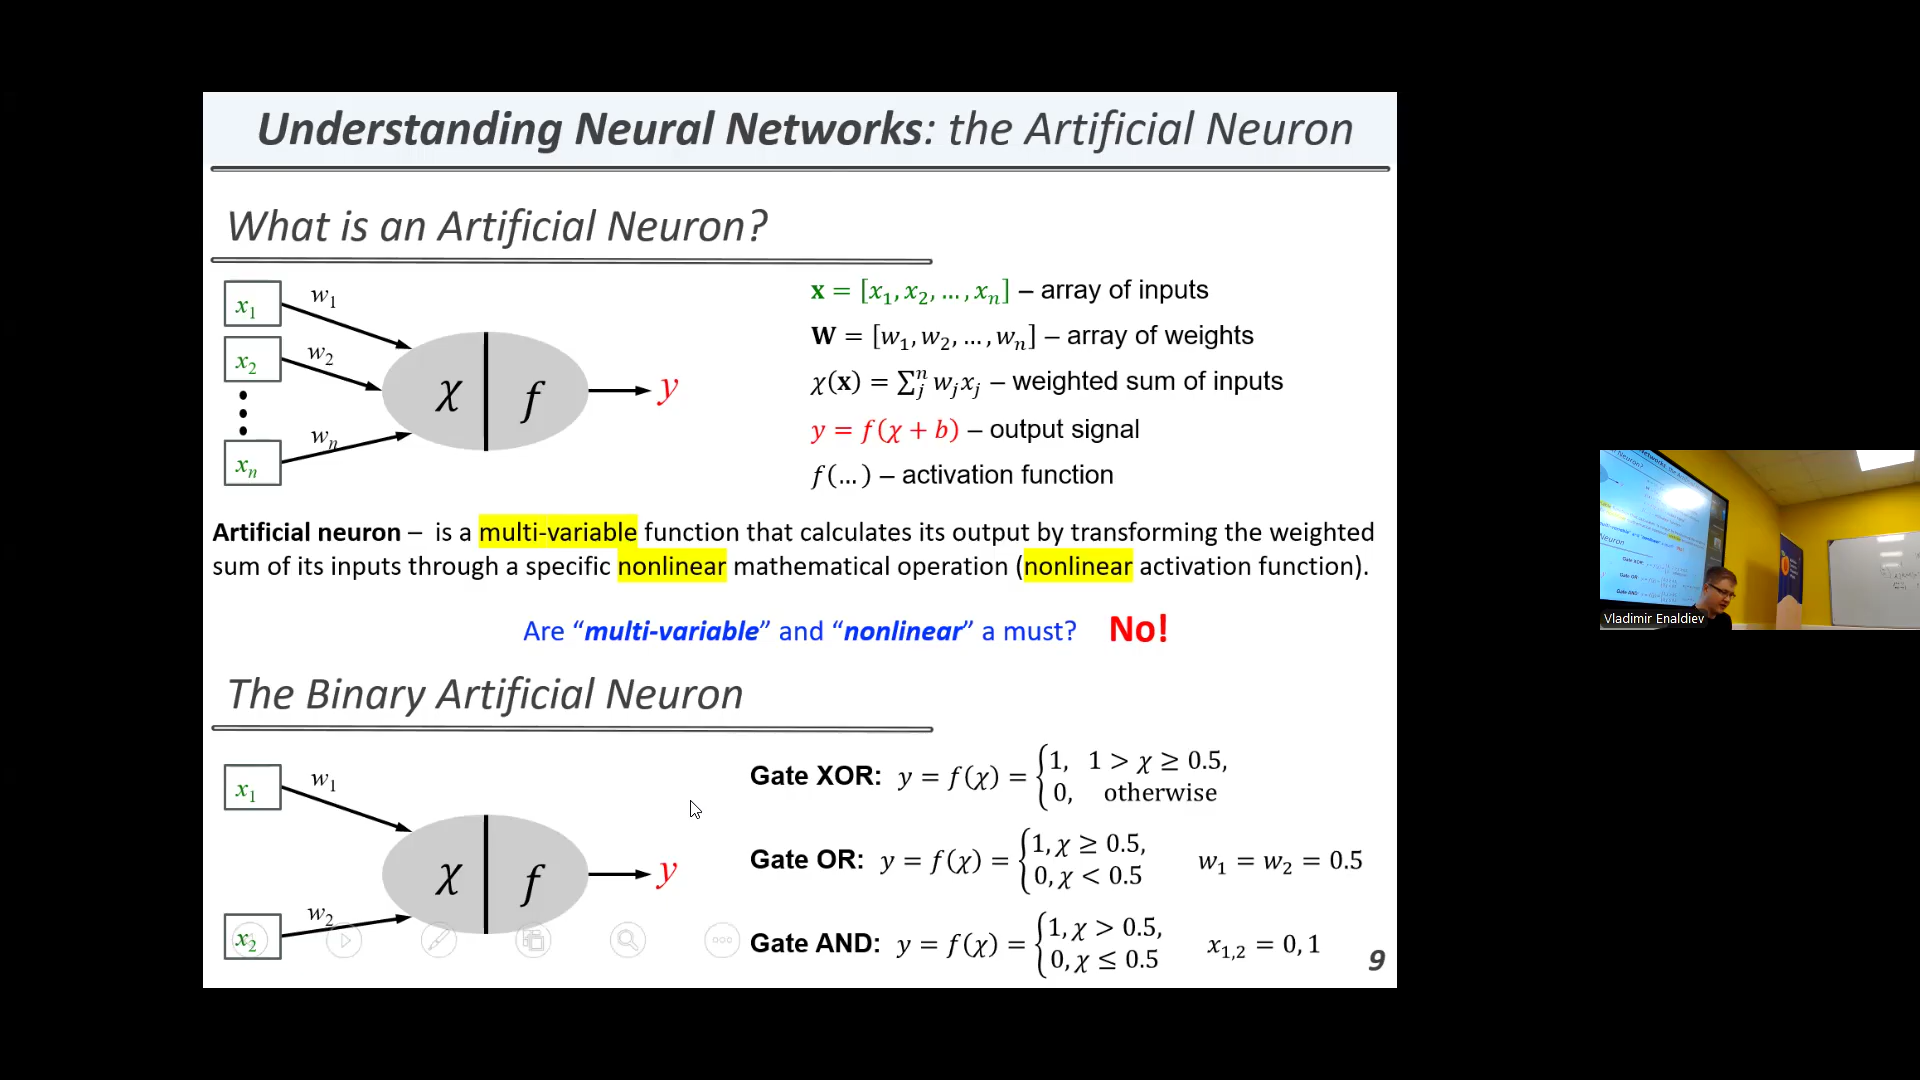 Understanding Neural Networks: the Artificial Neuron
What is an Artificial Neuron?
x₁
w₁
x₂
w₂
xₙ
wₙ
χ f
y
𝐱 = [x₁, x₂, …, xₙ] – array of inputs
𝐖 = [w₁, w₂, …, wₙ] – array of weights
χ(𝐱) = ∑ⱼⁿ wⱼxⱼ – weighted sum of inputs
y = f(χ + b) – output signal
f(…) – activation function
Artificial neuron – is a multi-variable function that calculates its output by transforming the weighted
sum of its inputs through a specific nonlinear mathematical operation (nonlinear activation function).
Are “multi-variable” and “nonlinear” a must? No!
The Binary Artificial Neuron
x₁
w₁
x₂
w₂
χ f
y
Gate XOR: y = f(χ) = {1, 1 > χ ≥ 0.5,
0, otherwise
Gate OR: y = f(χ) = {1, χ ≥ 0.5,
0, χ < 0.5
w₁ = w₂ = 0.5
Gate AND: y = f(χ) = {1, χ > 0.5,
0, χ ≤ 0.5
x₁,₂ = 0, 1
9
Vladimir Enaldiev